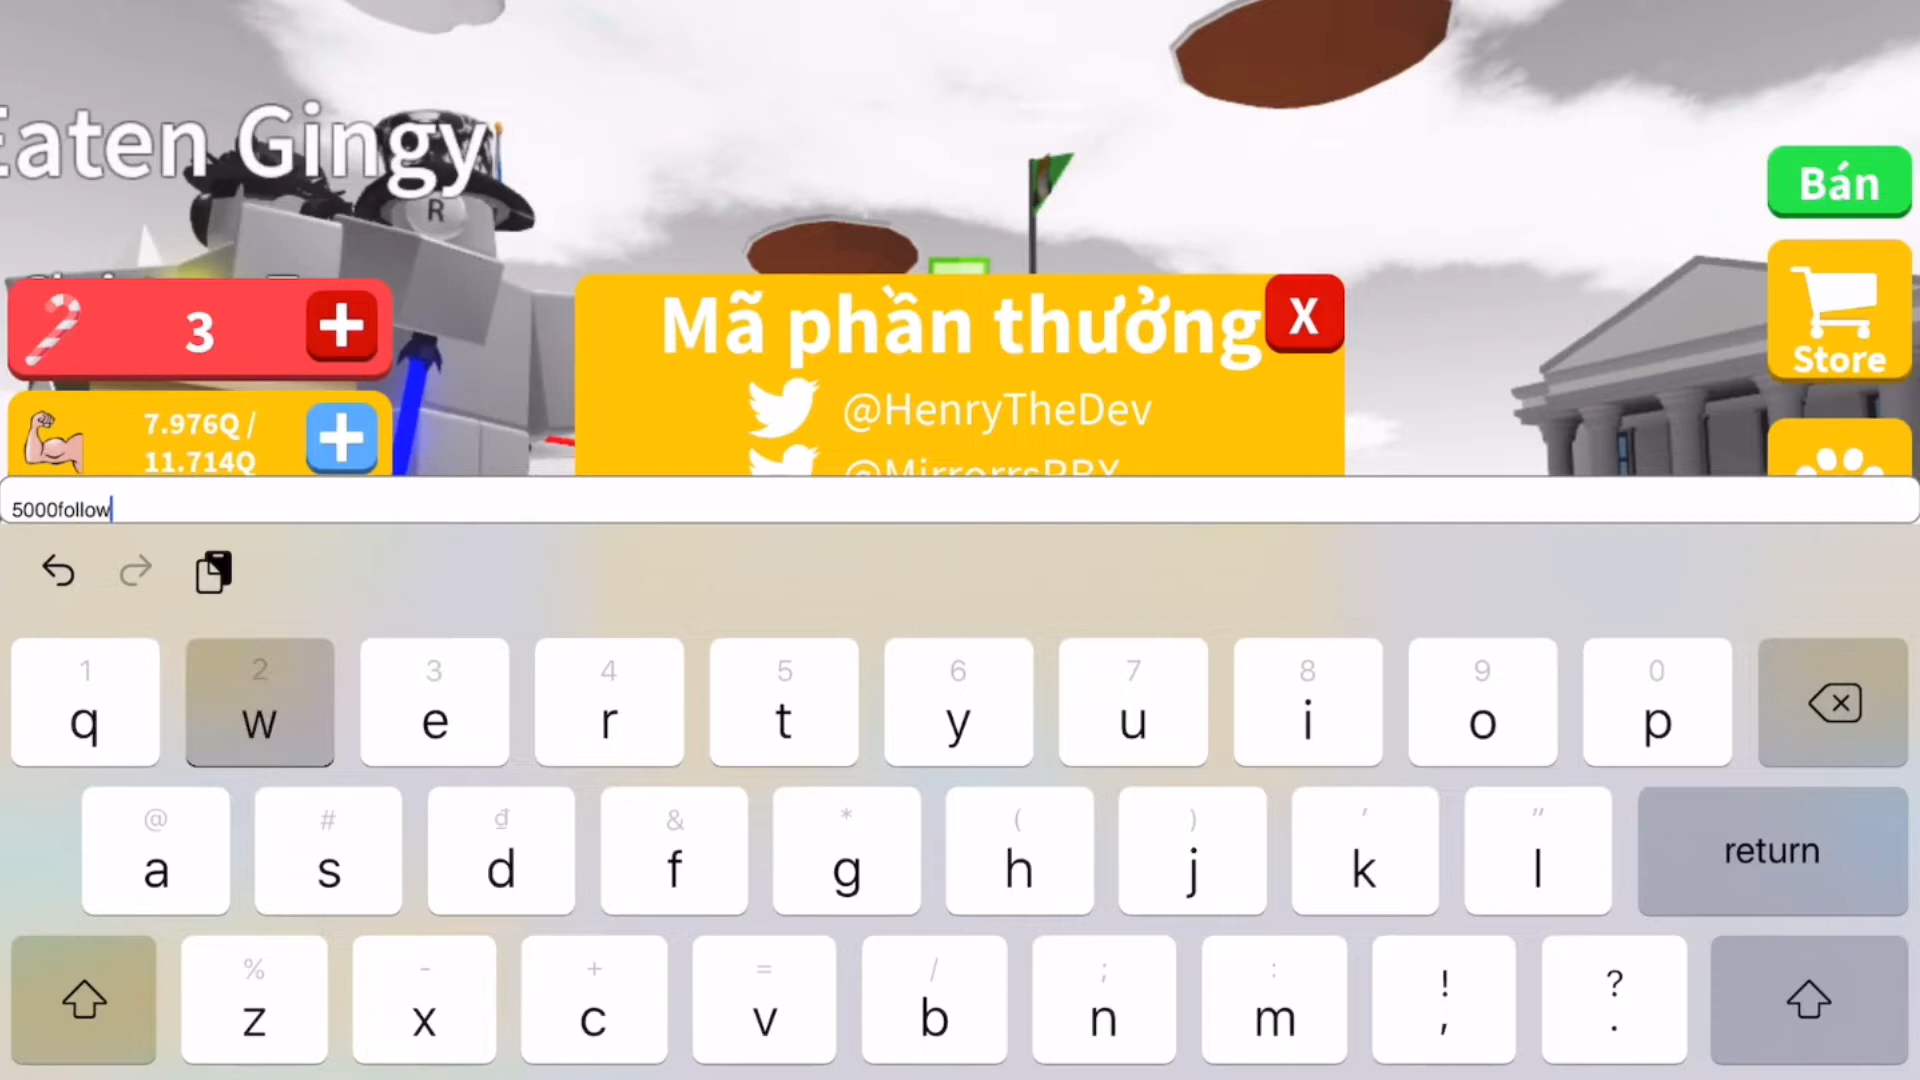 Eaten Gingy
R
Bán
3
Mã phần thưởng
X
Store
@HenryTheDev
7.976Q /
11.714Q
@MirrorrsRBX
5000follow
1 2 3 4 5 6 7 8 9 0
q w e r t y u i o p
@ # ₫ & * ( ) ' "
a s d f g h j k l
return
% - + = / ; : ! ?
z x c v b n m , .